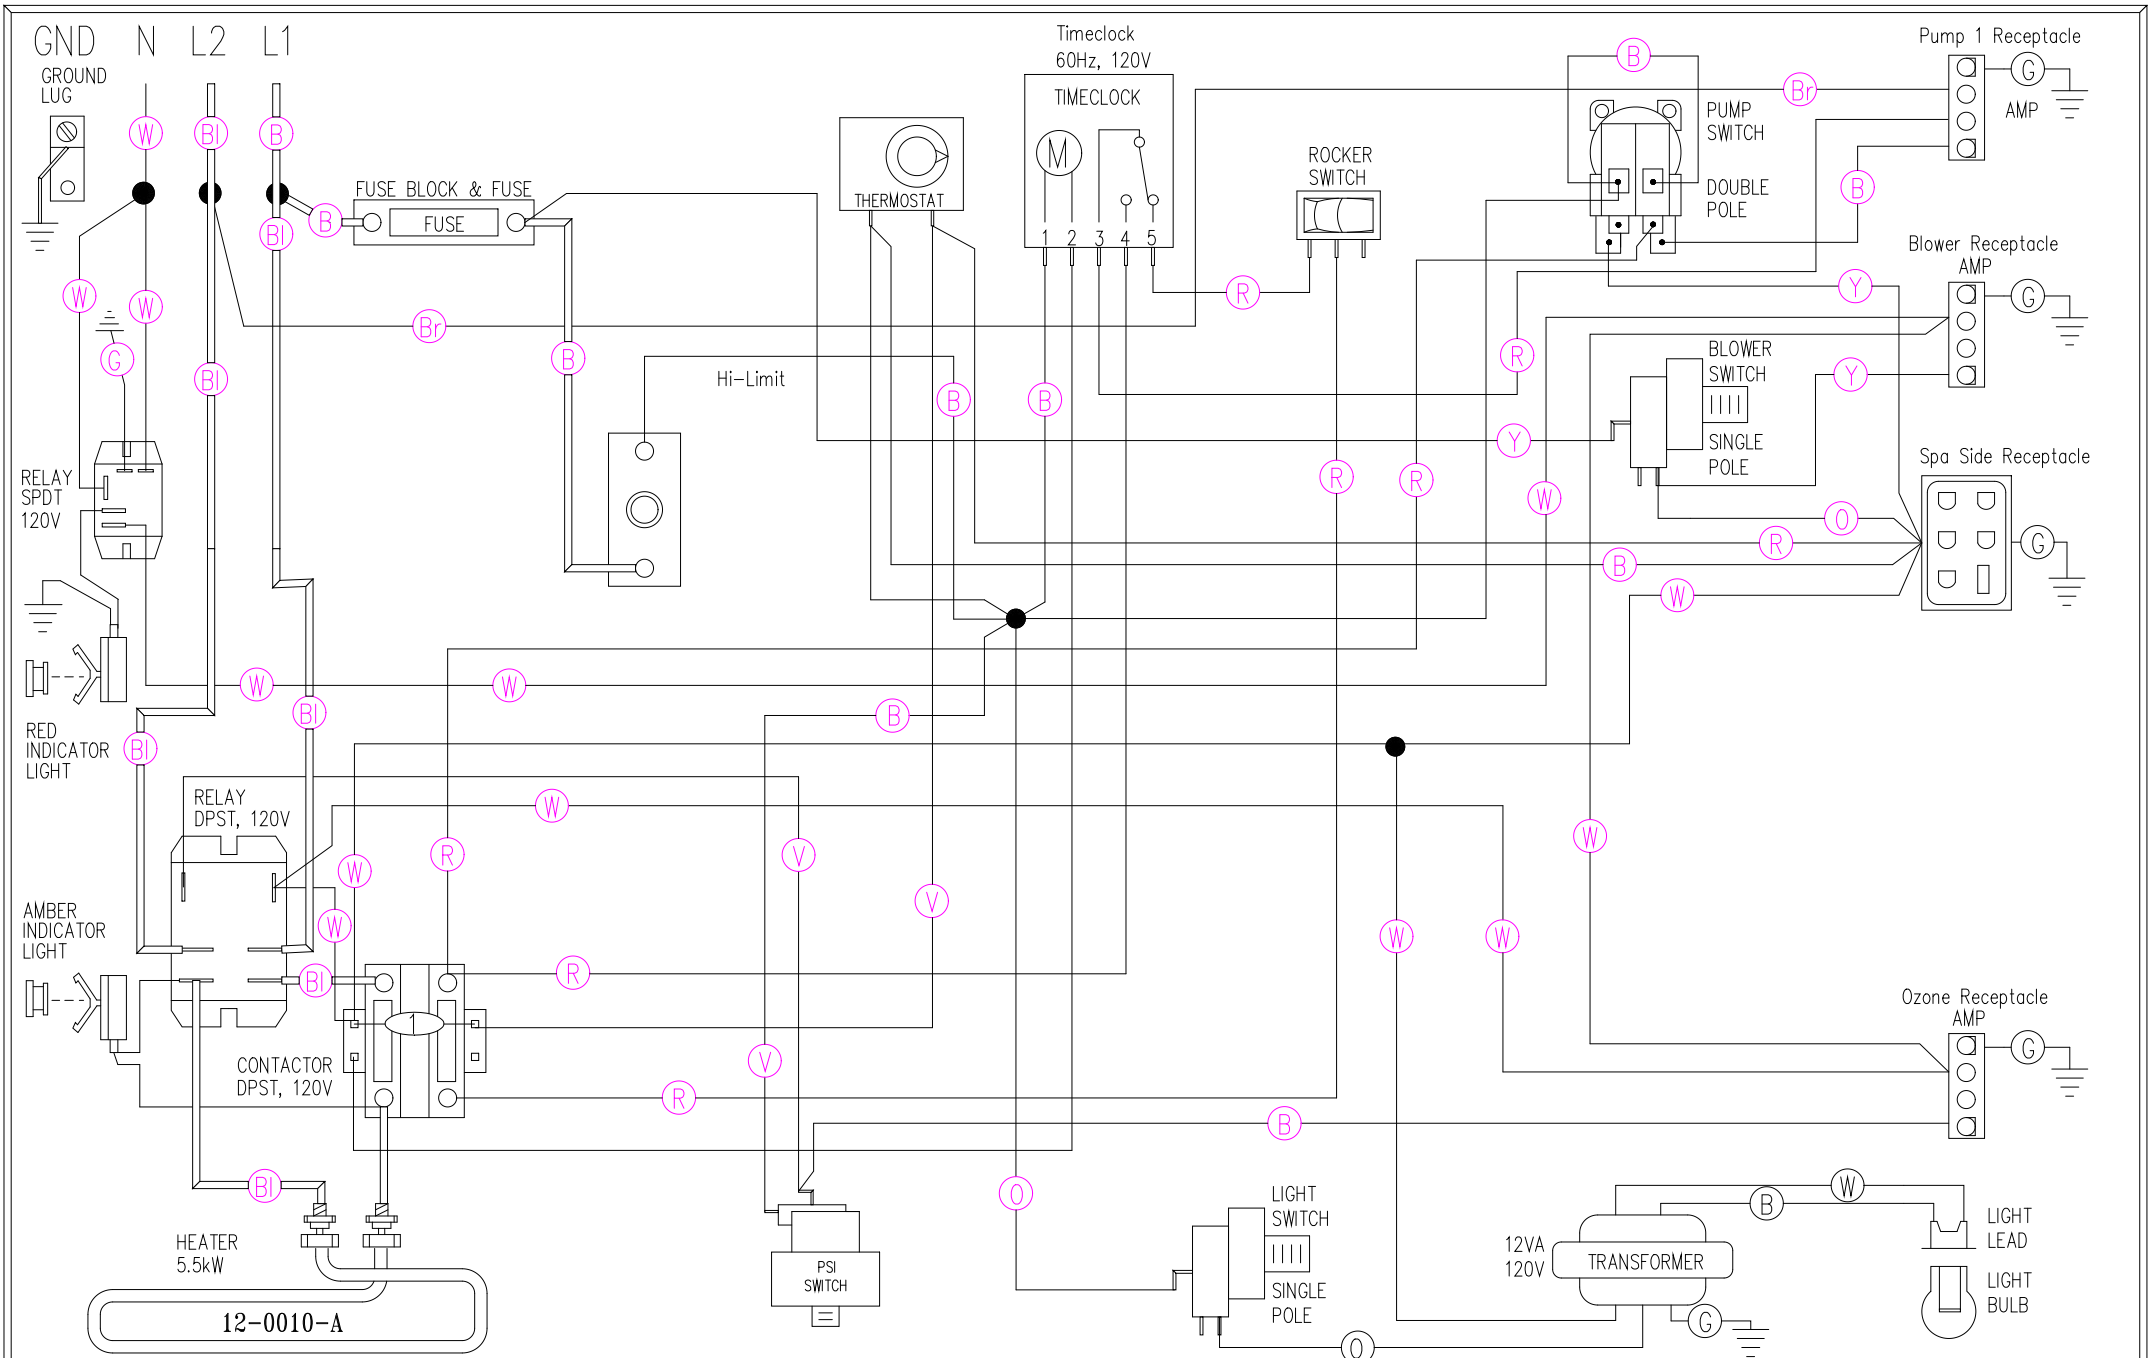 GND N L2 L1
GROUND
LUG
W
Bl
B
FUSE BLOCK & FUSE
FUSE
B
Bl
W
W
G
Br
Bl
B
RELAY
SPDT
120V
RED
INDICATOR
LIGHT
Bl
W
W
Bl
THERMOSTAT
Timeclock
60Hz, 120V
TIMECLOCK
M
1 2 3 4 5
ROCKER
SWITCH
R
B
PUMP
SWITCH
DOUBLE
POLE
Br
Pump 1 Receptacle
G
AMP
B
Blower Receptacle
AMP
G
Y
Hi-Limit
B
B
R
BLOWER
SWITCH
SINGLE
POLE
Y
Y
R
R
W
Spa Side Receptacle
G
O
R
B
W
B
RELAY
DPST, 120V
W
W
R
V
V
W
W
W
W
AMBER
INDICATOR
LIGHT
Bl
R
1
CONTACTOR
DPST, 120V
V
R
B
Ozone Receptacle
AMP
G
Bl
HEATER
5.5kW
12-0010-A
PSI
SWITCH
O
LIGHT
SWITCH
SINGLE
POLE
O
12VA
120V
TRANSFORMER
G
W
B
LIGHT
LEAD
LIGHT
BULB